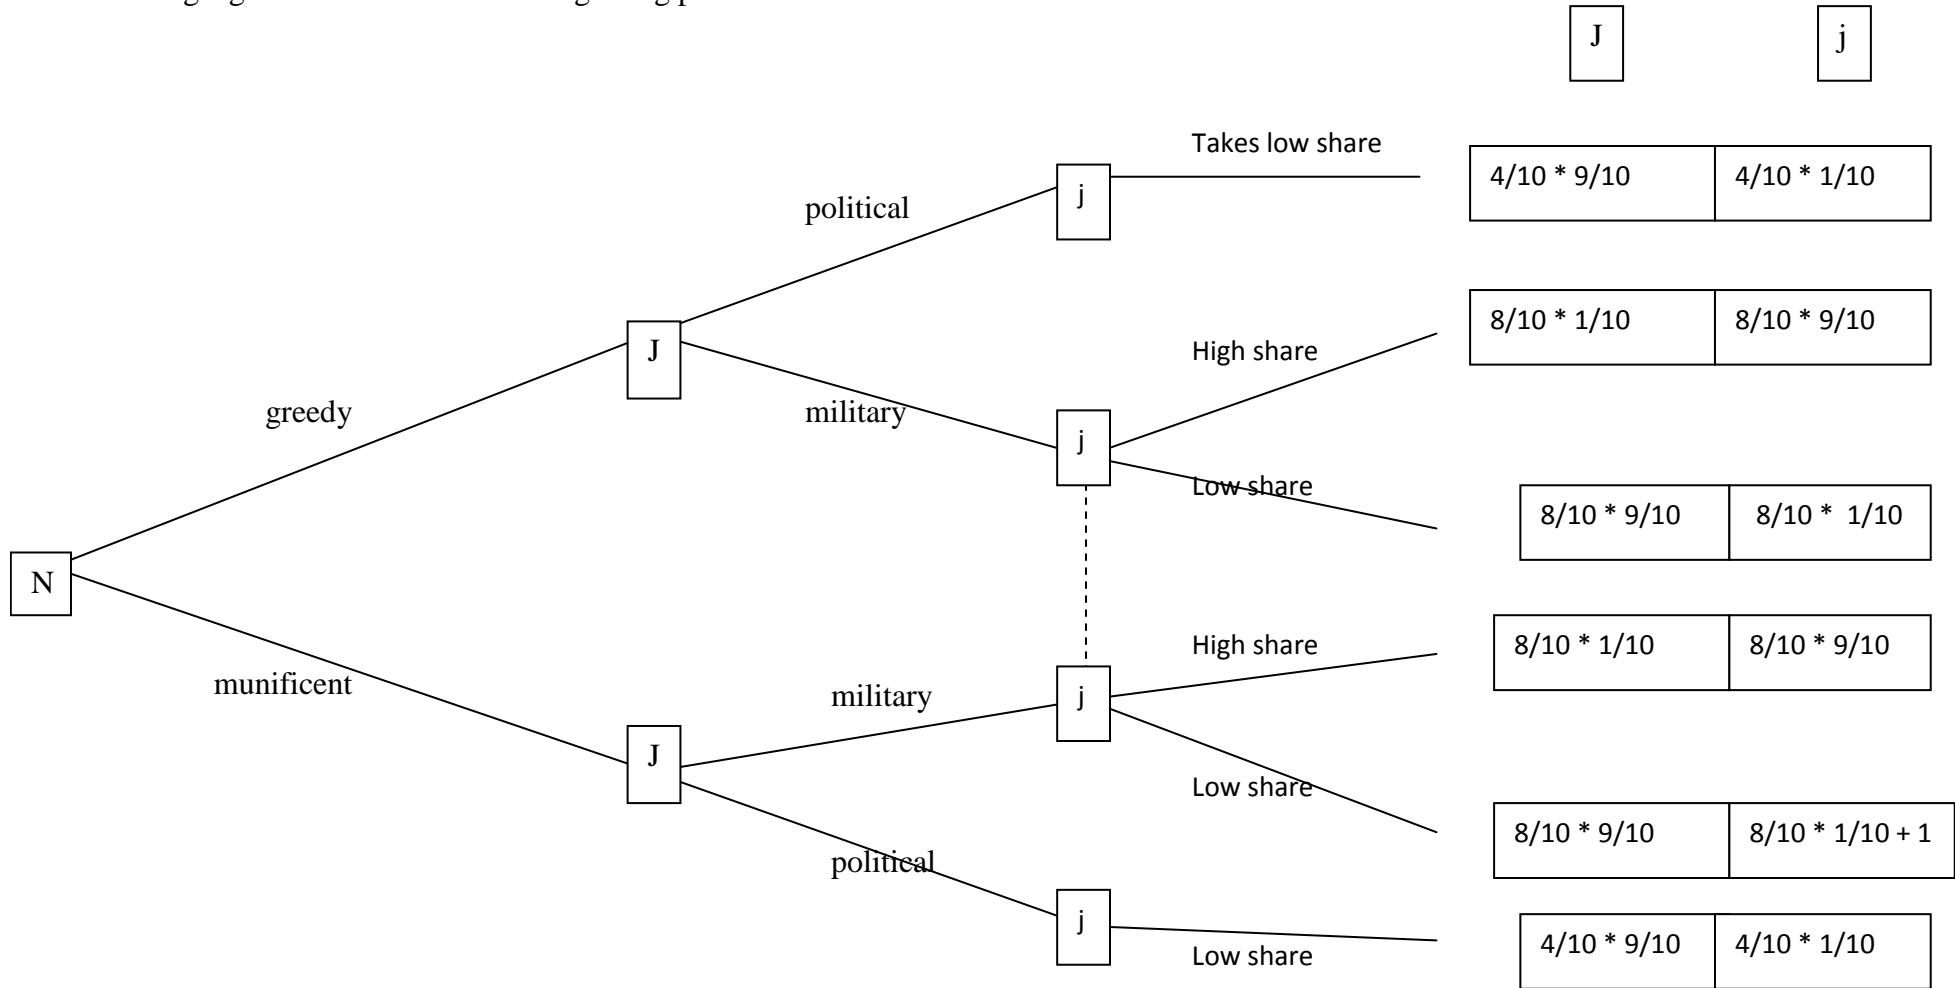 J
j
Takes low share
4/10 * 9/10
4/10 * 1/10
j
political
8/10 * 1/10
8/10 * 9/10
J
High share
greedy
military
j
Low share
8/10 * 9/10
8/10 * 1/10
N
High share
8/10 * 1/10
8/10 * 9/10
munificent
military
j
J
Low share
8/10 * 9/10
8/10 * 1/10 + 1
political
j
Low share
4/10 * 9/10
4/10 * 1/10